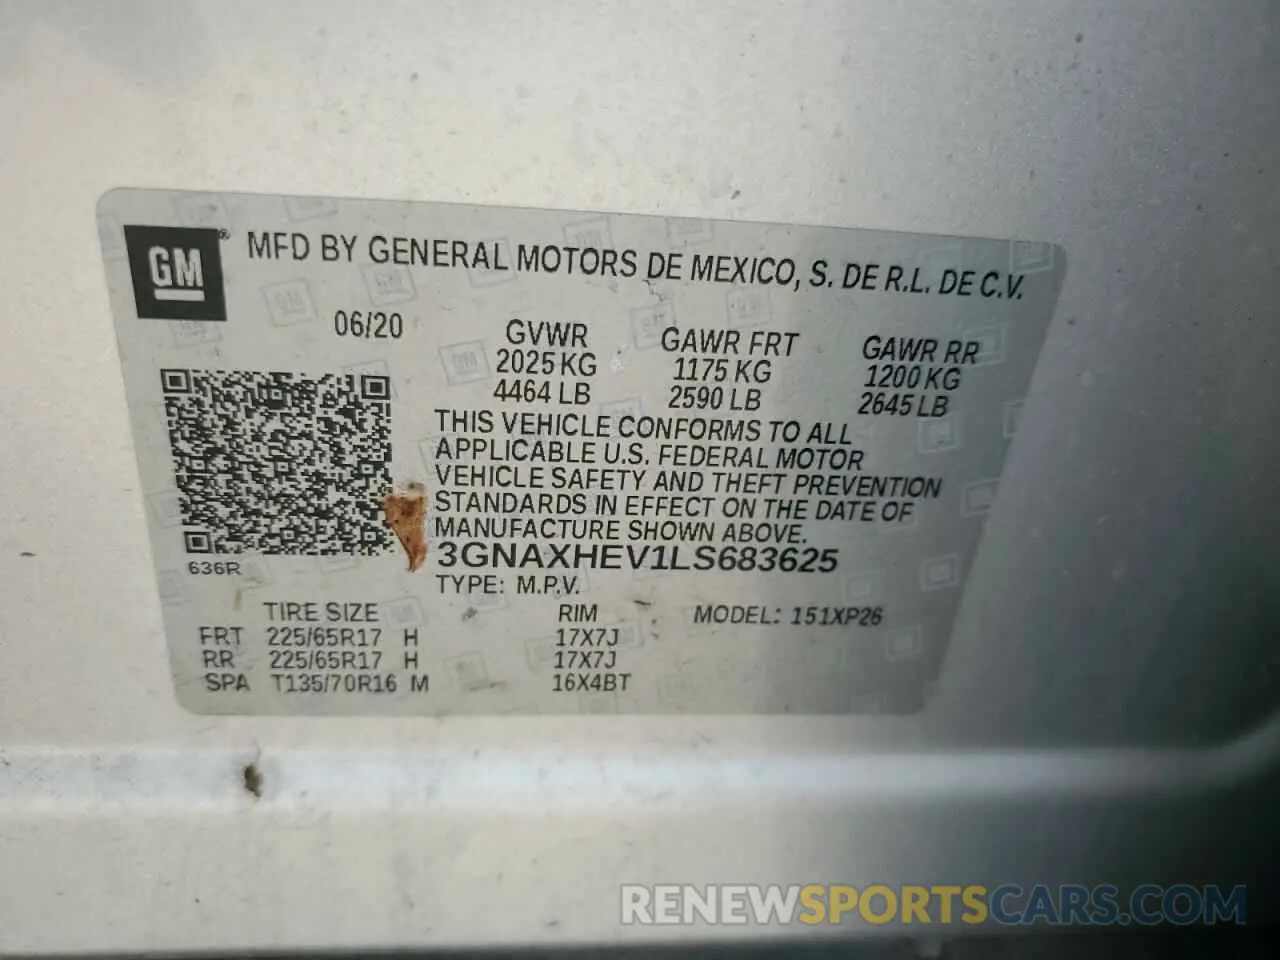 GM® MFD BY GENERAL MOTORS DE MEXICO, S. DE R.L. DE C.V.
06/20 GVWR GAWR FRT GAWR RR
2025 KG 1175 KG 1200 KG
4464 LB 2590 LB 2645 LB
THIS VEHICLE CONFORMS TO ALL
APPLICABLE U.S. FEDERAL MOTOR
VEHICLE SAFETY AND THEFT PREVENTION
STANDARDS IN EFFECT ON THE DATE OF
MANUFACTURE SHOWN ABOVE.
3GNAXHEV1LS683625
636R
TYPE: M.P.V.
TIRE SIZE RIM MODEL: 151XP26
FRT 225/65R17 H 17X7J
RR 225/65R17 H 17X7J
SPA T135/70R16 M 16X4BT
RENEWSPORTSCARS.COM